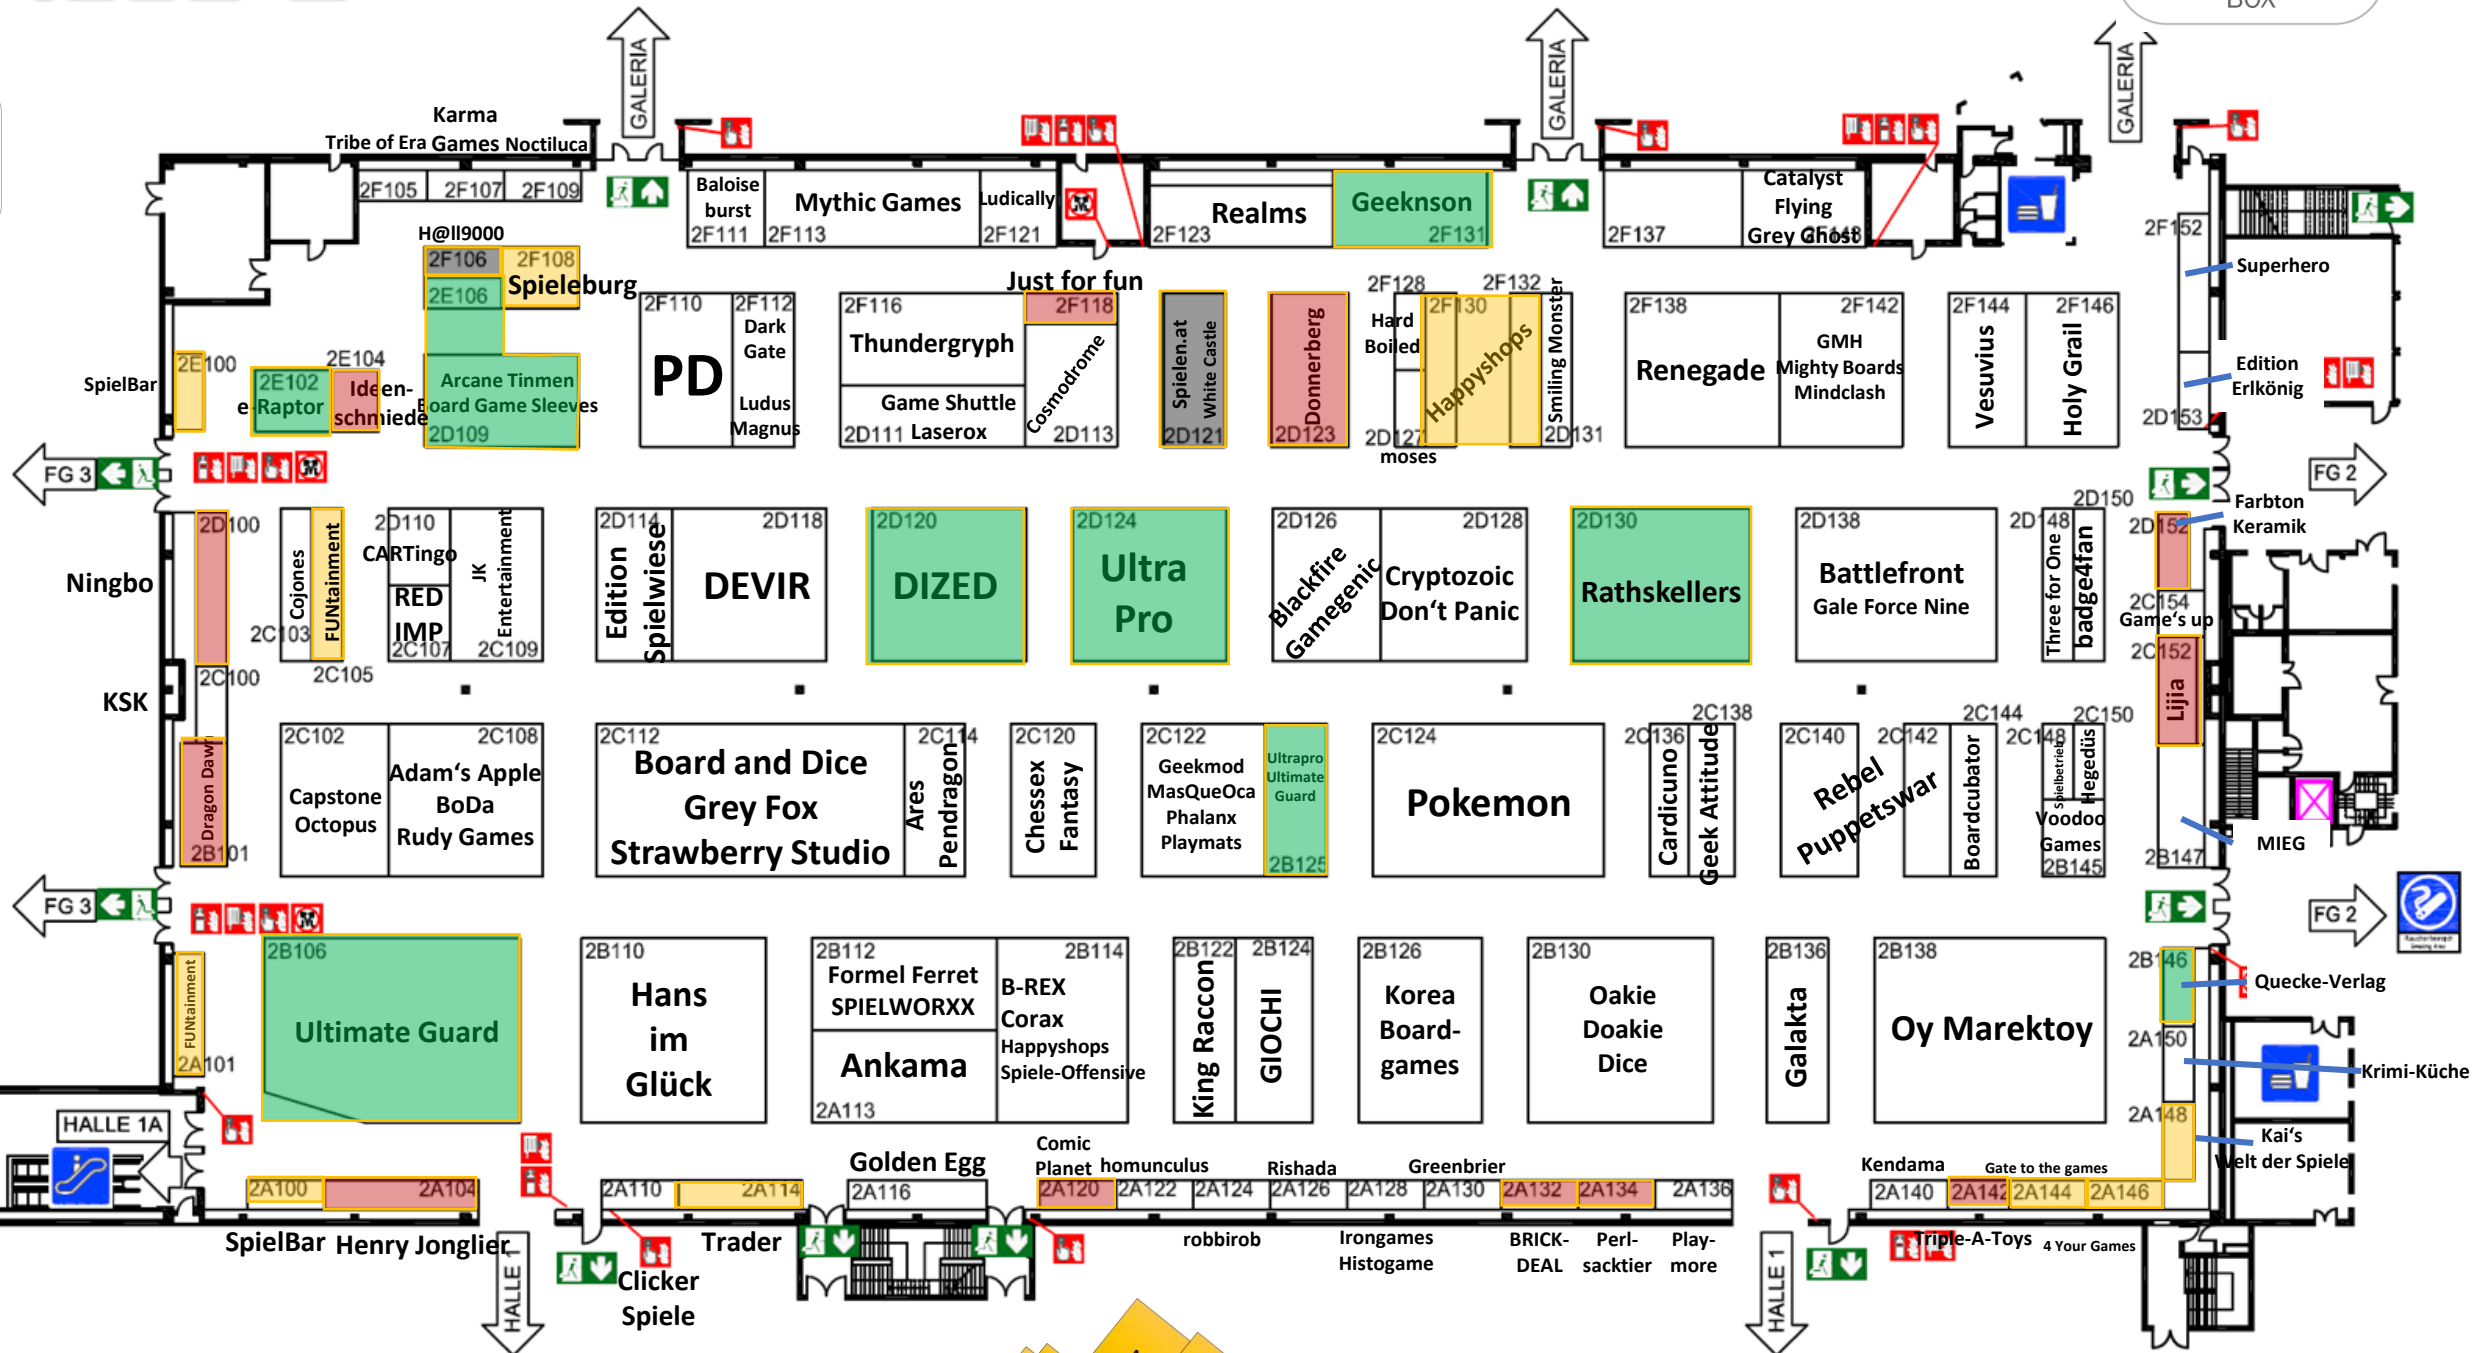 Box
GALERIA
GALERIA
GALERIA
Karma
Tribe of Era Games Noctiluca
2F105
2F107
2F109
Baloise
burst
2F111
Mythic Games
2F113
Ludically
2F121
Realms
2F123
Geeknson
2F131
2F137
Catalyst
Flying
Grey Ghost
2F152
Superhero
H@ll9000
2F106
2F108
Spieleburg
2E106
2F110
PD
2F112
Dark
Gate
Ludus
Magnus
2F116
Thundergryph
Just for fun
2F118
Game Shuttle
Laserox
2D111
Cosmodrome
2D113
Spielen.at
White Castle
2D121
Donnerberg
2D123
2F128
Hard
Boiled
2F130
2F132
Happyshops
Smiling Monster
2D127
moses
2D131
2F138
Renegade
2F142
GMH
Mighty Boards
Mindclash
2F144
Vesuvius
2F146
Holy Grail
Edition
Erlkönig
2D153
SpielBar
2E100
2E102
e-Raptor
2E104
Ideen-
schmiede
Arcane Tinmen
Board Game Sleeves
2D109
FG 3
FG 2
2D100
Ningbo
Cojones
2C103
FUNtainment
2C105
2D110
CARTingo
RED
IMP
2C107
JK
Entertainment
2C109
2D114
Edition
Spielwiese
2D118
DEVIR
2D120
DIZED
2D124
Ultra
Pro
2D126
Blackfire
Gamegenic
2D128
Cryptozoic
Don't Panic
2D130
Rathskellers
2D138
Battlefront
Gale Force Nine
2D148
Three for One
2D150
badge4fan
2D152
Farbton
Keramik
2C154
Game's up
2C152
Lijia
KSK
2C100
Dragon Dawn
2B101
2C102
Capstone
Octopus
2C108
Adam's Apple
BoDa
Rudy Games
2C112
Board and Dice
Grey Fox
Strawberry Studio
2C114
Ares
Pendragon
2C120
Chessex
Fantasy
2C122
Geekmod
MasQueOca
Phalanx
Playmats
Ultrapro
Ultimate
Guard
2B125
2C124
Pokemon
2C136
Cardicuno
2C138
Geek Attitude
2C140
Rebel
Puppetswar
2C142
2C144
Boardcubator
2C148
Spielbetrieb
2C150
Hegedüs
Voodoo
Games
2B145
MIEG
2B147
FG 3
FG 2
FUNtainment
2A101
2B106
Ultimate Guard
2B110
Hans
im
Glück
2B112
Formel Ferret
SPIELWORXX
Ankama
2A113
2B114
B-REX
Corax
Happyshops
Spiele-Offensive
2B122
King Raccon
2B124
GIOCHI
2B126
Korea
Board-
games
2B130
Oakie
Doakie
Dice
2B136
Galakta
2B138
Oy Marektoy
2B146
Quecke-Verlag
2A150
Krimi-Küche
2A148
Kai's
Welt der Spiele
HALLE 1A
2A100
SpielBar
2A104
Henry Jonglier
HALLE 1
2A110
Clicker
Spiele
2A114
Trader
Golden Egg
2A116
Comic
Planet
2A120
homunculus
2A122
2A124
robbirob
Rishada
2A126
2A128
Irongames
Histogame
Greenbrier
2A130
2A132
BRICK-
DEAL
2A134
Perl-
sacktier
2A136
Play-
more
HALLE 1
Kendama
2A140
2A142
Triple-A-Toys
Gate to the games
2A144
2A146
4 Your Games